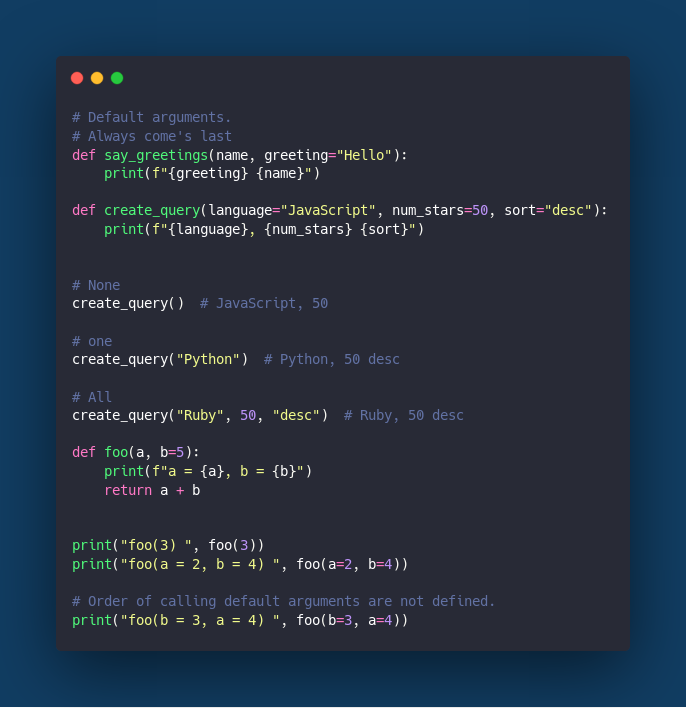 # Default arguments.
# Always come's last
def say_greetings(name, greeting="Hello"):
    print(f"{greeting} {name}")

def create_query(language="JavaScript", num_stars=50, sort="desc"):
    print(f"{language}, {num_stars} {sort}")


# None
create_query()  # JavaScript, 50

# one
create_query("Python")  # Python, 50 desc

# All
create_query("Ruby", 50, "desc")  # Ruby, 50 desc

def foo(a, b=5):
    print(f"a = {a}, b = {b}")
    return a + b


print("foo(3) ", foo(3))
print("foo(a = 2, b = 4) ", foo(a=2, b=4))

# Order of calling default arguments are not defined.
print("foo(b = 3, a = 4) ", foo(b=3, a=4))